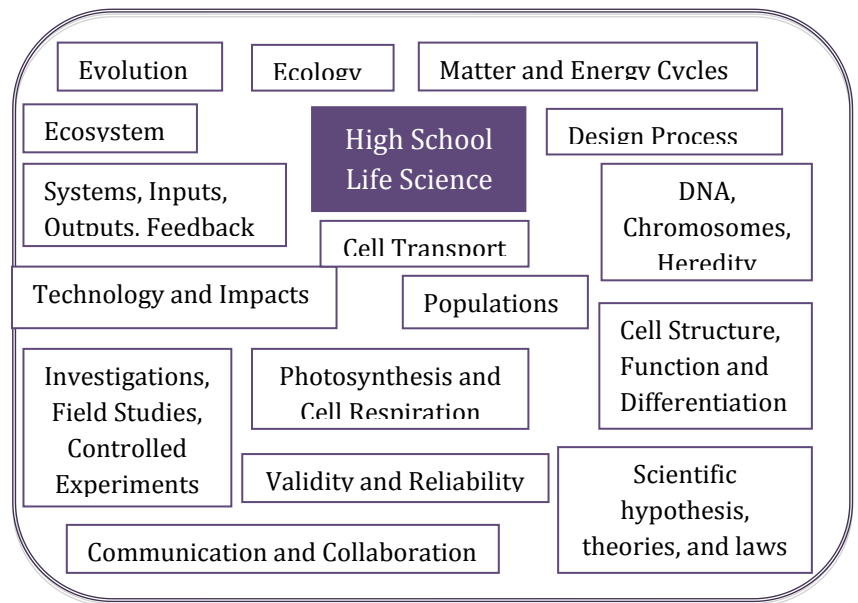 Evolution
Ecology
Matter and Energy Cycles
Ecosystem
High School
Life Science
Design Process
Systems, Inputs,
Outputs, Feedback
DNA,
Chromosomes,
Heredity
Cell Transport
Technology and Impacts
Populations
Cell Structure,
Function and
Differentiation
Investigations,
Field Studies,
Controlled
Experiments
Photosynthesis and
Cell Respiration
Validity and Reliability
Scientific
hypothesis,
theories, and laws
Communication and Collaboration